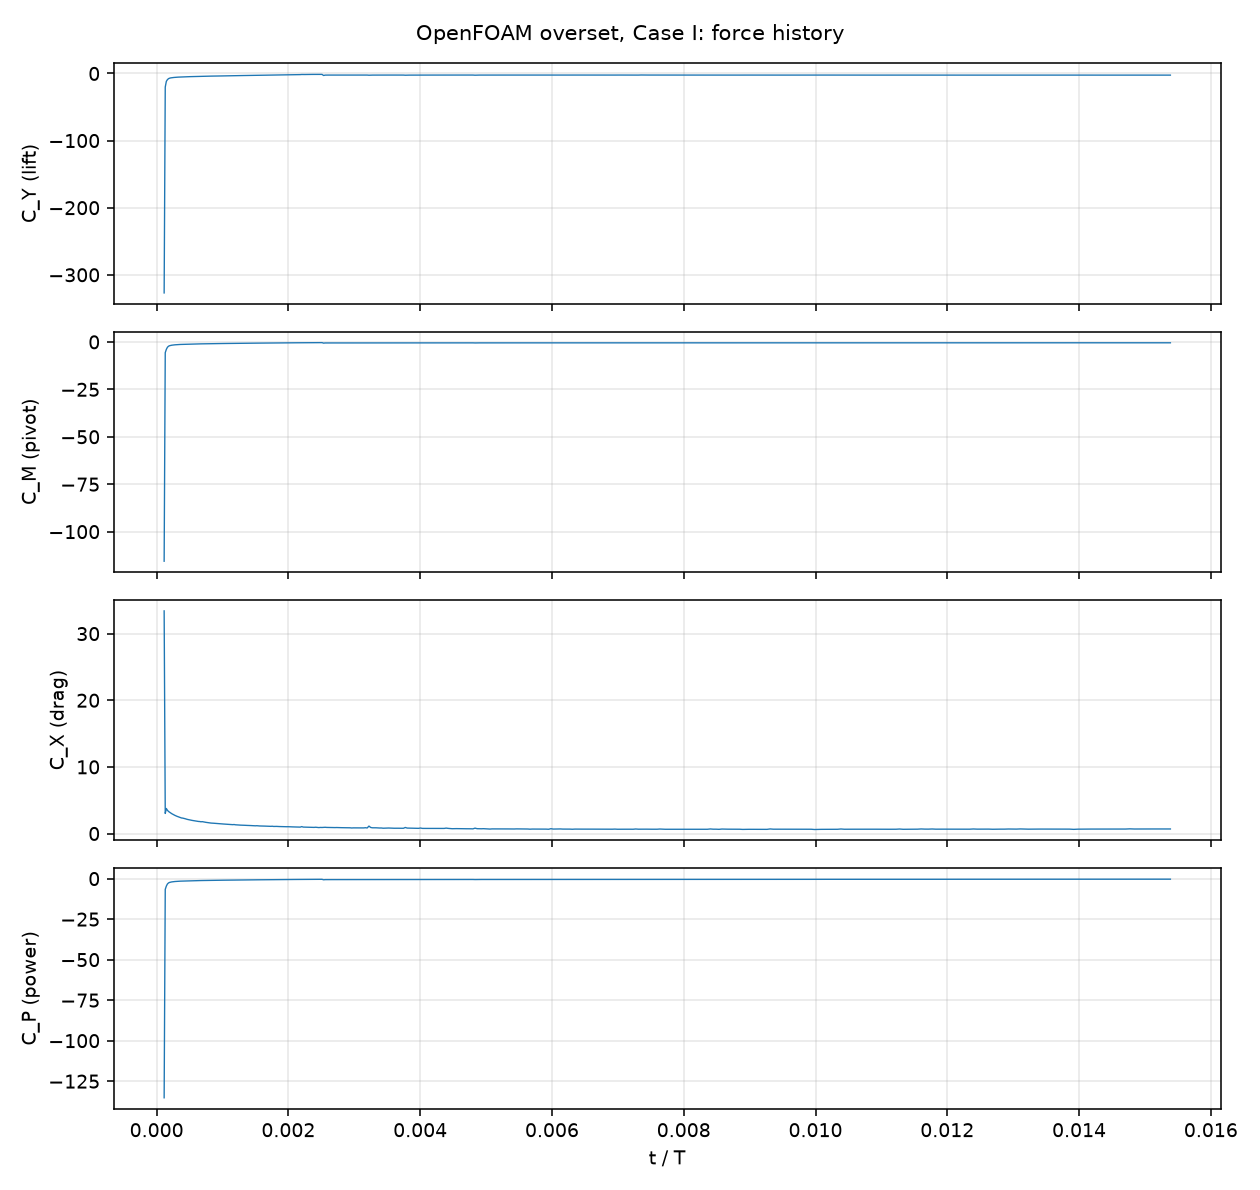 OpenFOAM overset, Case I: force history
0
−100
−200
−300
C_Y (lift)
0
−25
−50
−75
−100
C_M (pivot)
30
20
10
0
C_X (drag)
0
−25
−50
−75
−100
−125
C_P (power)
0.000 0.002 0.004 0.006 0.008 0.010 0.012 0.014 0.016
t / T